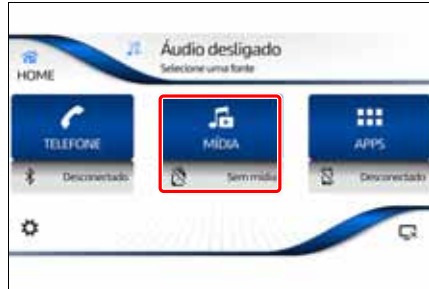 Áudio desligado
Selecione uma fonte
HOME
TELEFONE
MÍDIA
APPS
Desconectado
Sem mídia
Desconectado